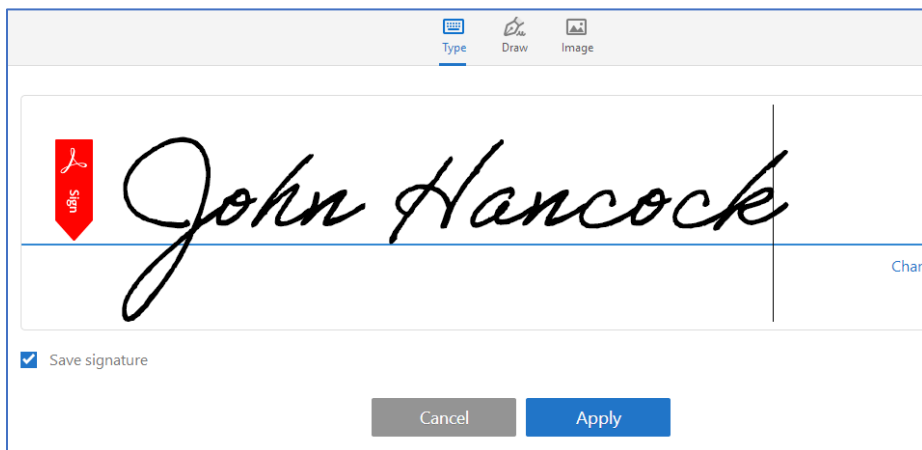 Type Draw Image
Sign
John Hancock
Save signature
Cancel Apply